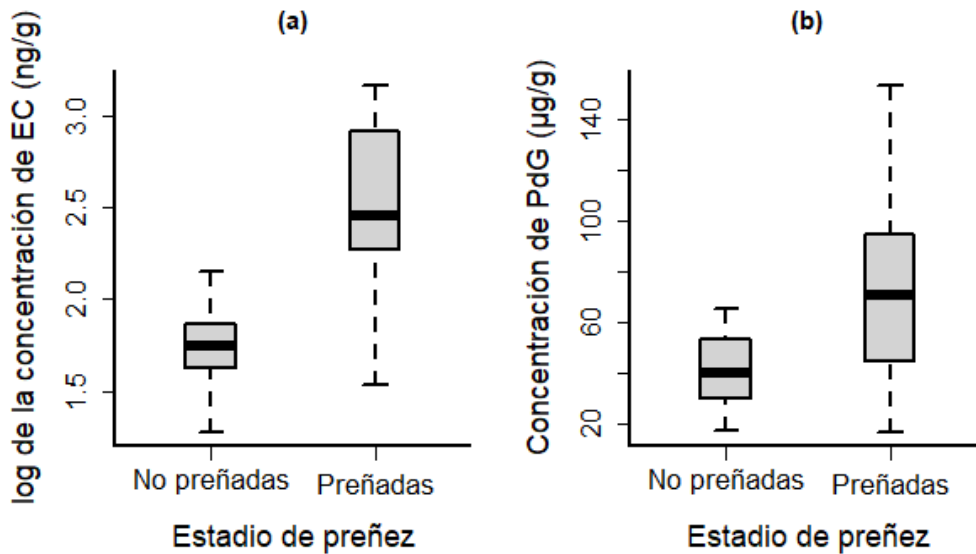 (a)
log de la concentración de EC (ng/g)
3.0
2.5
2.0
1.5
No preñadas
Preñadas
Estadio de preñez
(b)
Concentración de PdG (µg/g)
140
100
60
20
No preñadas
Preñadas
Estadio de preñez